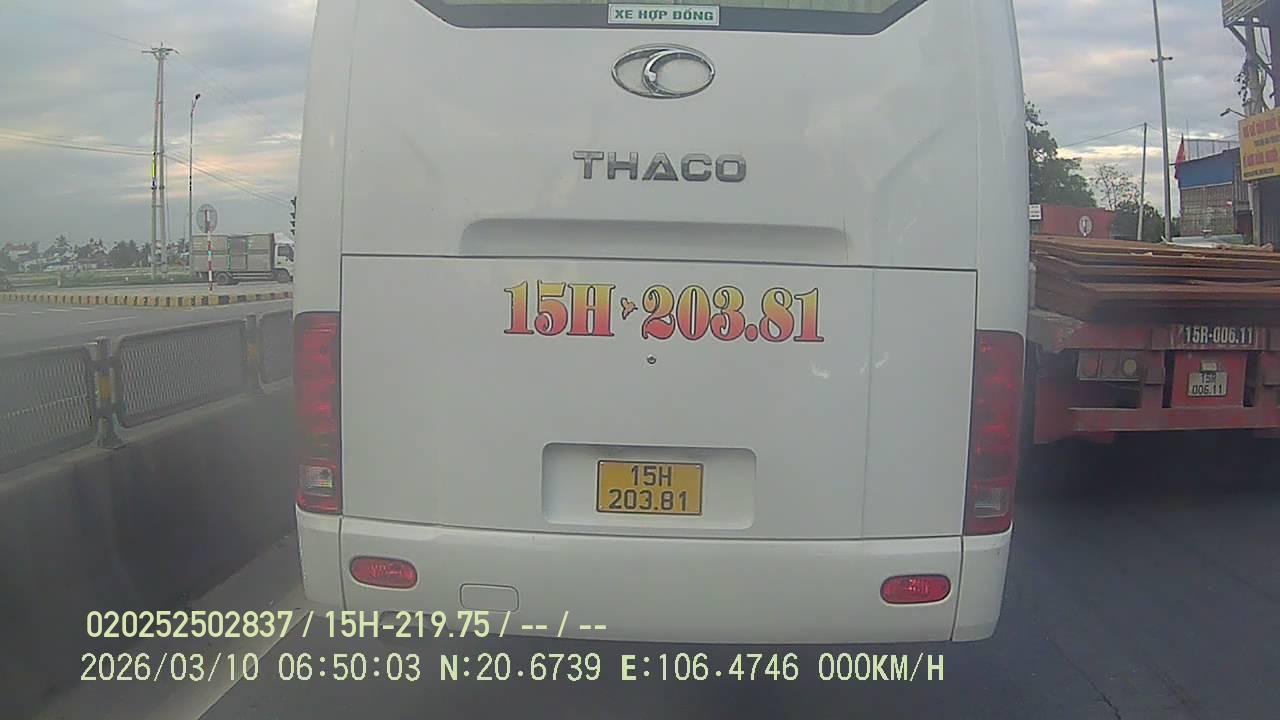 XE HỢP ĐỒNG
THACO
15H 203.81
15R-006.11
15R
006.11
15H
203.81
020252502837 / 15H-219.75 / -- / --
2026/03/10 06:50:03 N:20.6739 E:106.4746 000KM/H